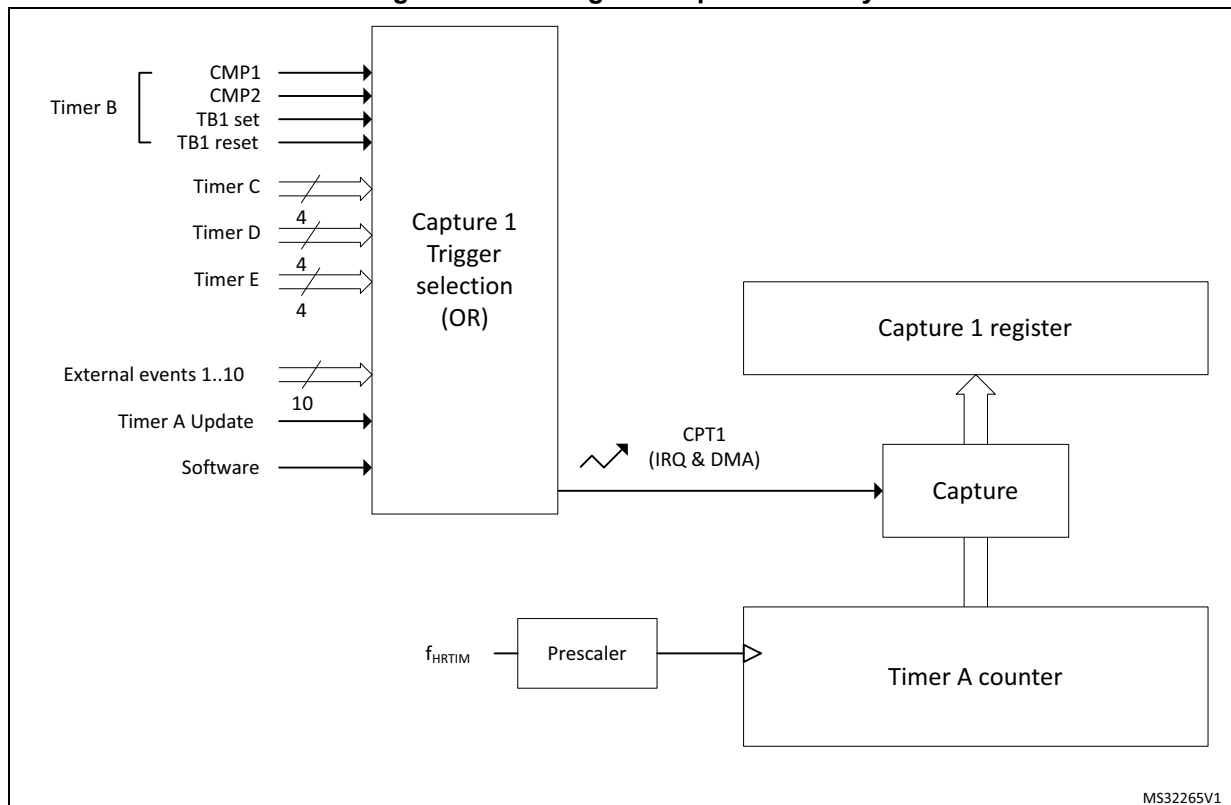 Timer B
CMP1
CMP2
TB1 set
TB1 reset
Timer C
4
Timer D
4
Timer E
4
External events 1..10
10
Timer A Update
Software
Capture 1
Trigger
selection
(OR)
CPT1
(IRQ & DMA)
Capture 1 register
Capture
fHRTIM
Prescaler
Timer A counter
MS32265V1